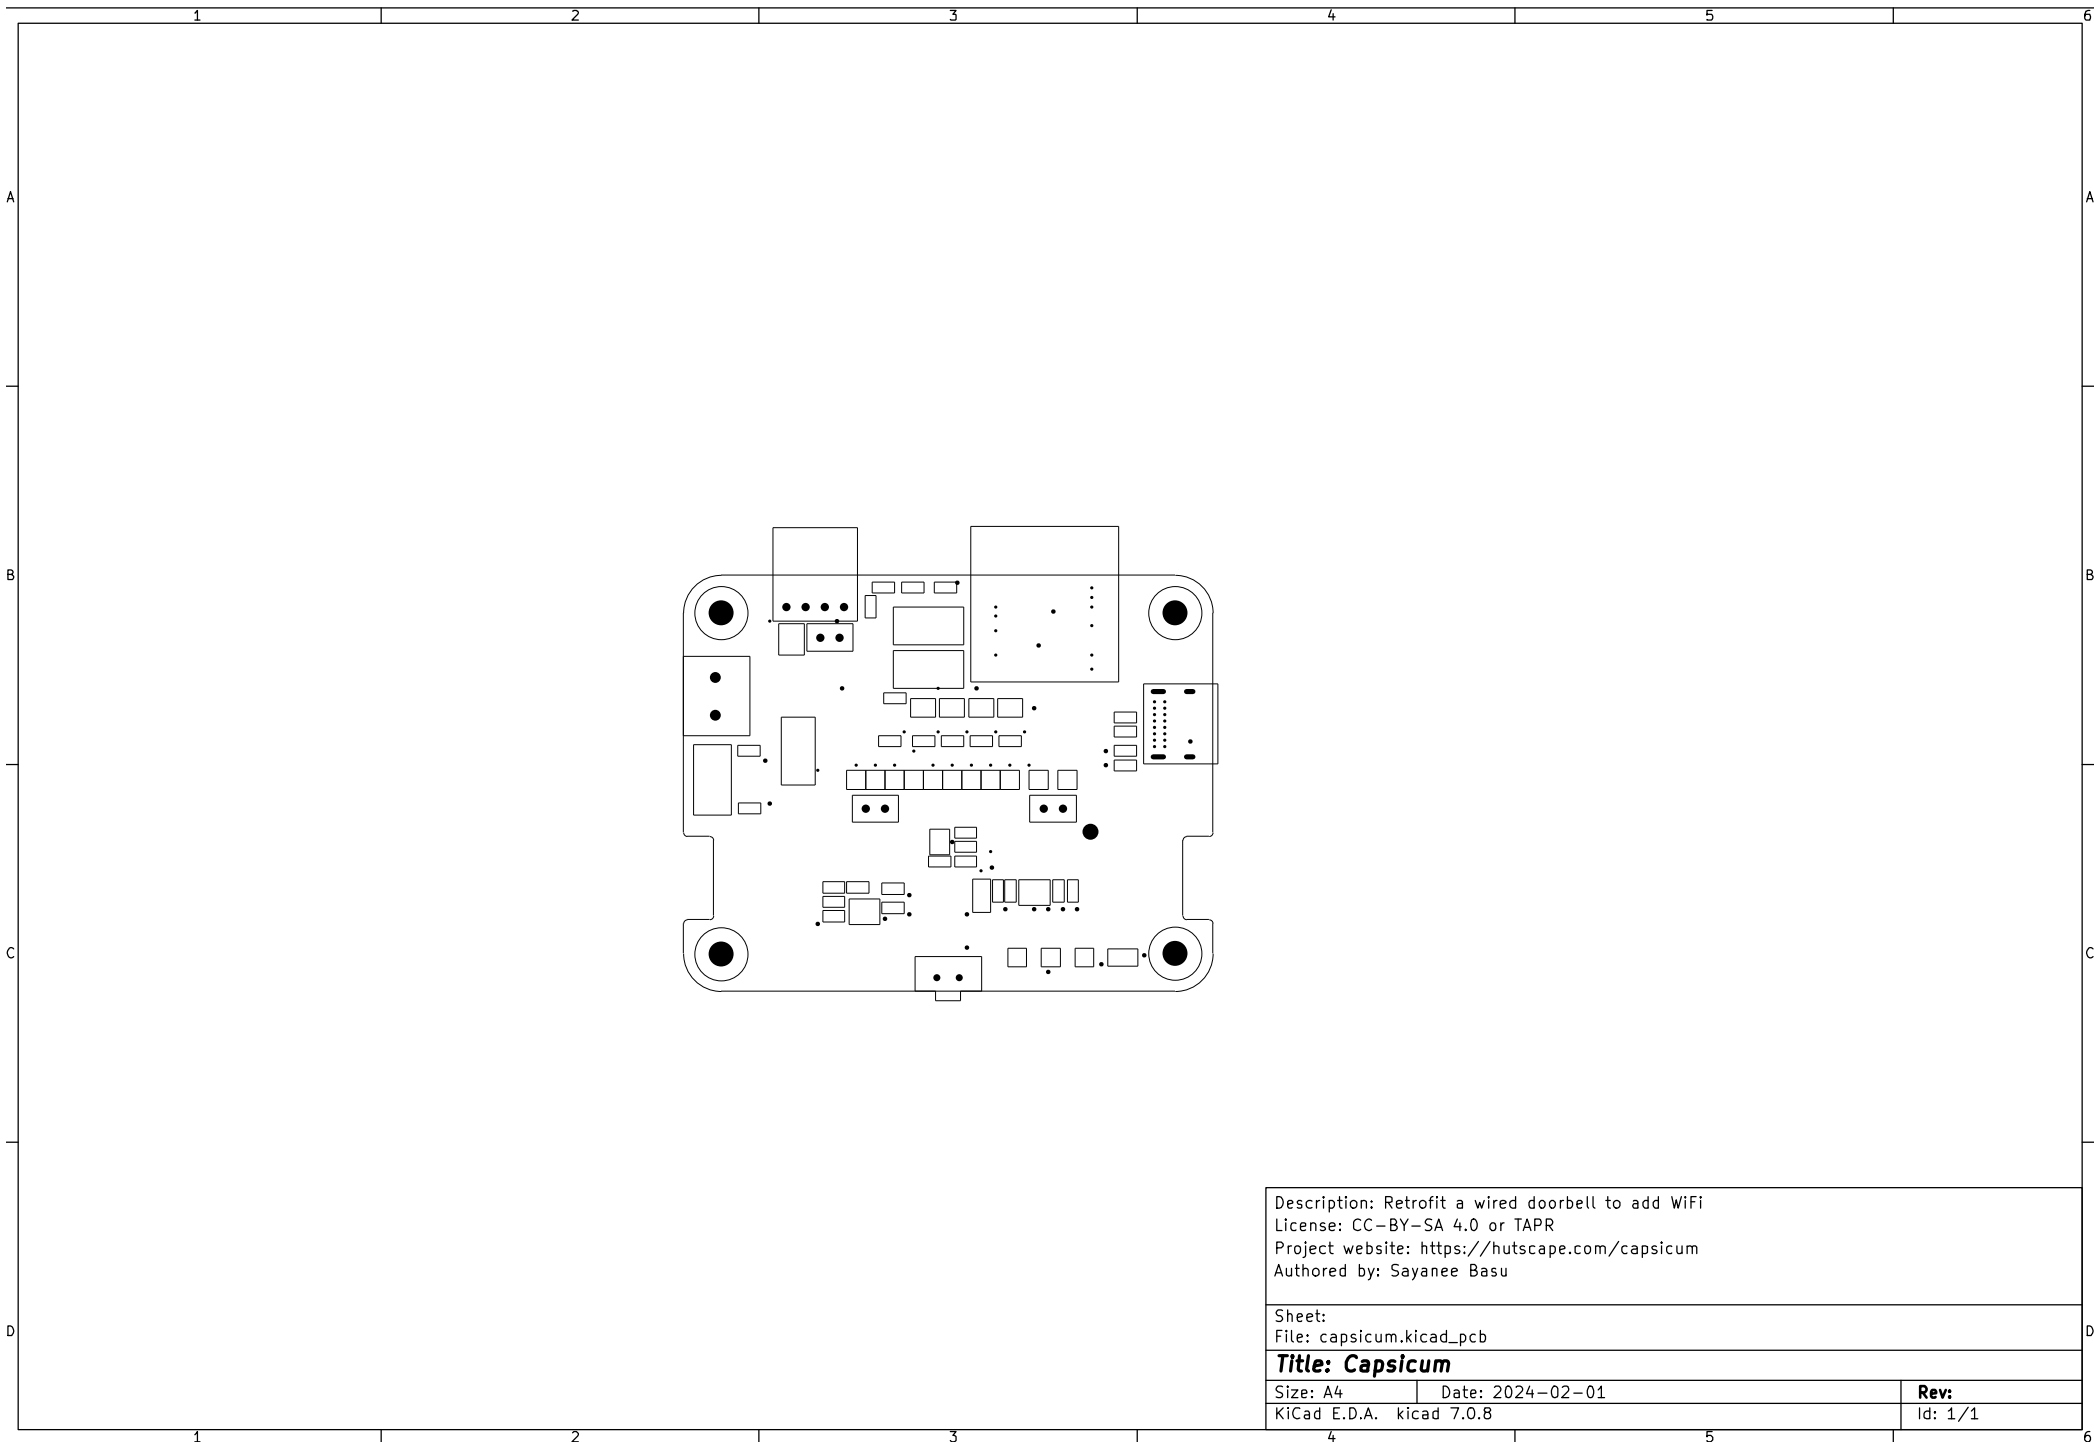 1 2 3 4 5 6
A A
B B
C C
D D
Description: Retrofit a wired doorbell to add WiFi
License: CC-BY-SA 4.0 or TAPR
Project website: https://hutscape.com/capsicum
Authored by: Sayanee Basu
Sheet:
File: capsicum.kicad_pcb
Title: Capsicum
Size: A4 Date: 2024-02-01 Rev:
KiCad E.D.A. kicad 7.0.8 Id: 1/1
1 2 3 4 5 6